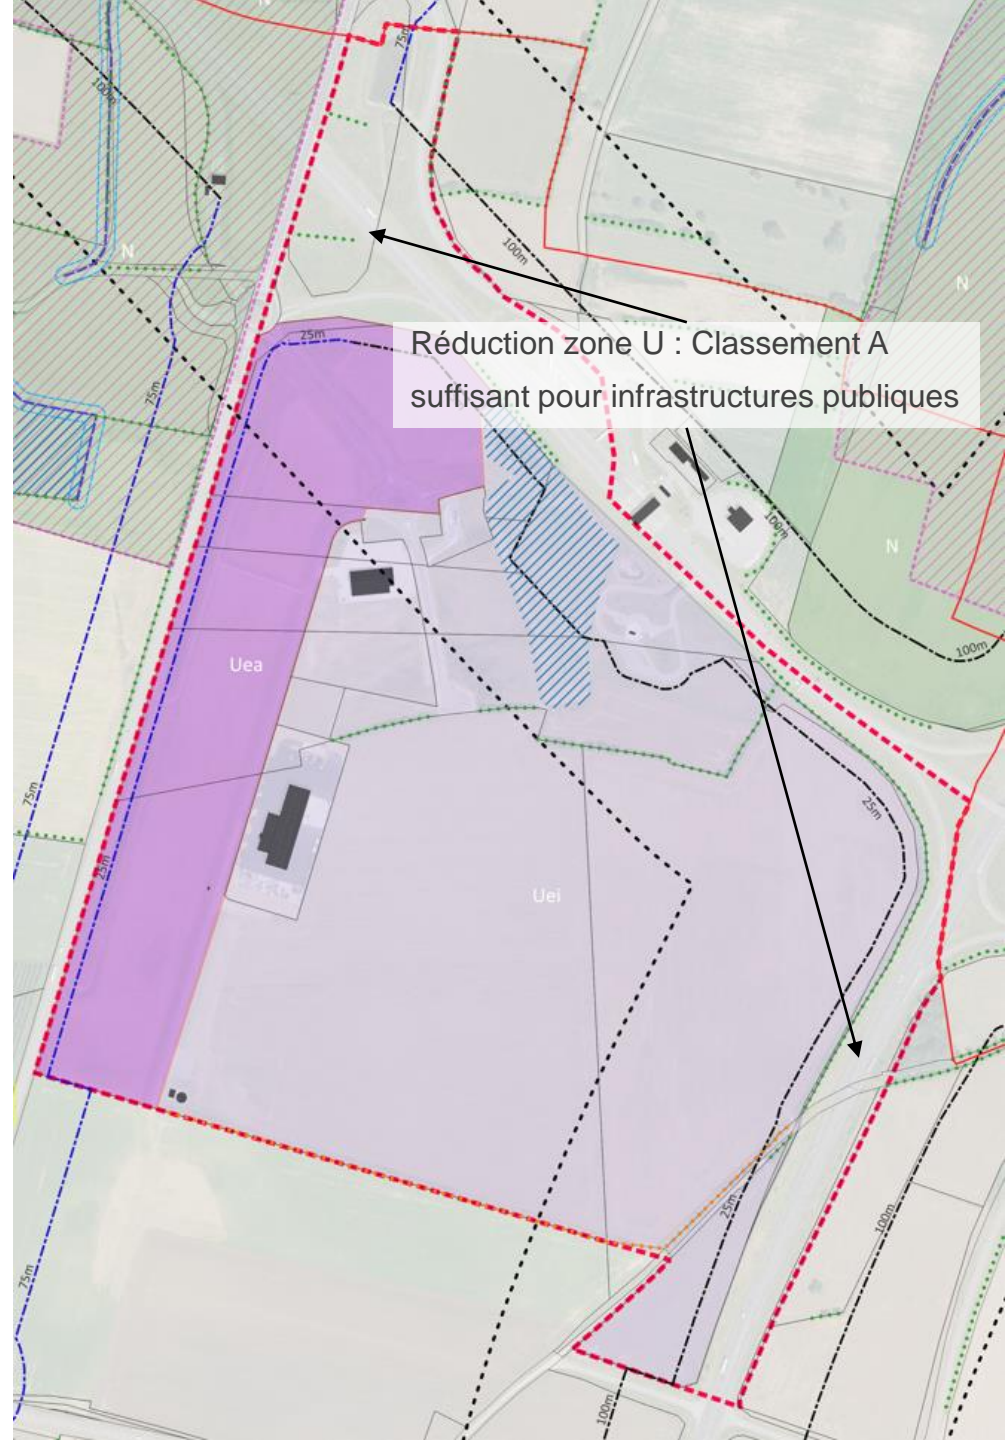 N
75m
100m
N
100m
N
25m
Réduction zone U : Classement A
suffisant pour infrastructures publiques
75m
100m
N
100m
Uea
75m
25m
25m
Uei
25m
100m
75m
100m